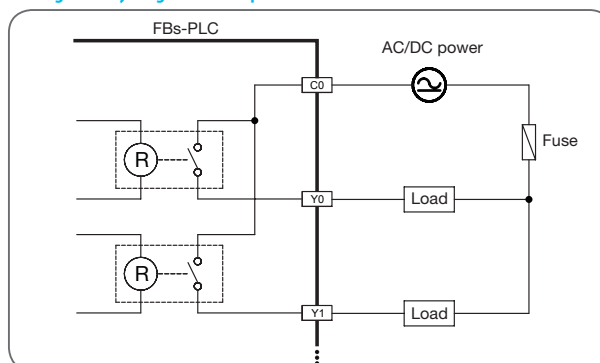 FBs-PLC
AC/DC power
C0
Fuse
R
Y0
Load
R
Y1
Load